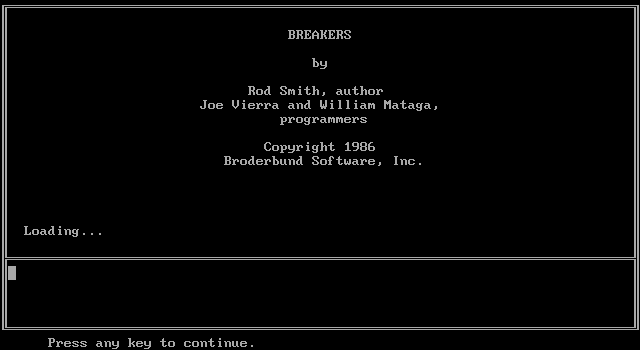 BREAKERS
by
Rod Smith, author
Joe Vierra and William Mataga,
programmers
Copyright 1986
Broderbund Software, Inc.
Loading...
Press any key to continue.